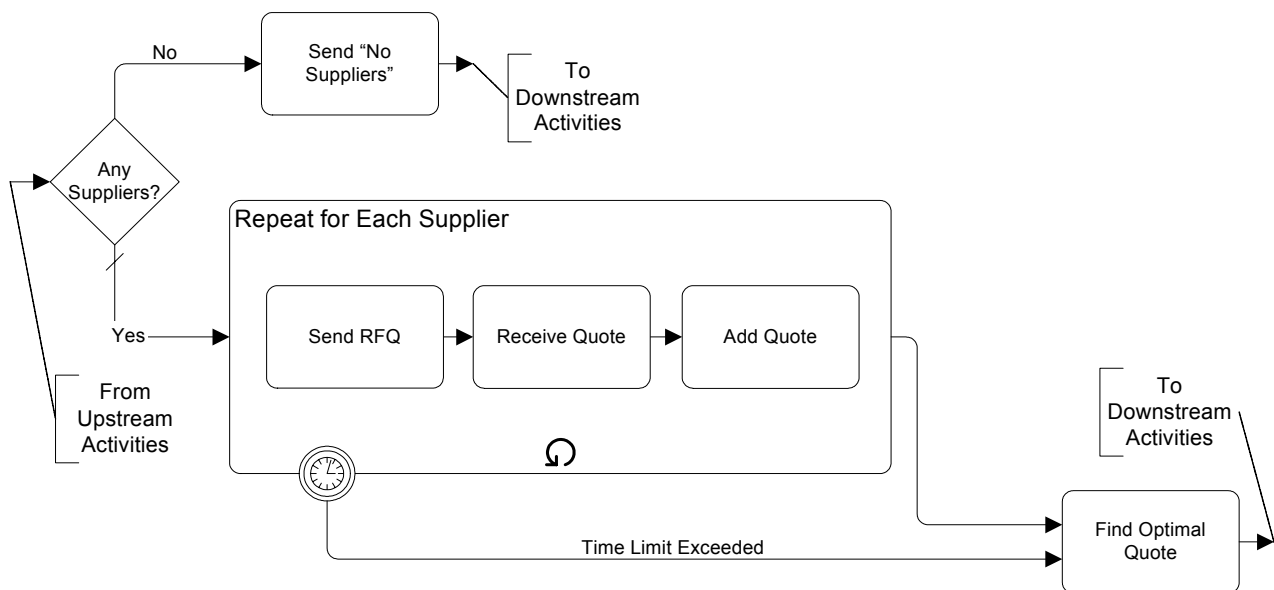 No
Send “No
Suppliers”
To
Downstream
Activities
Any
Suppliers?
Repeat for Each Supplier
Send RFQ
Receive Quote
Add Quote
Yes
From
Upstream
Activities
To
Downstream
Activities
Time Limit Exceeded
Find Optimal
Quote